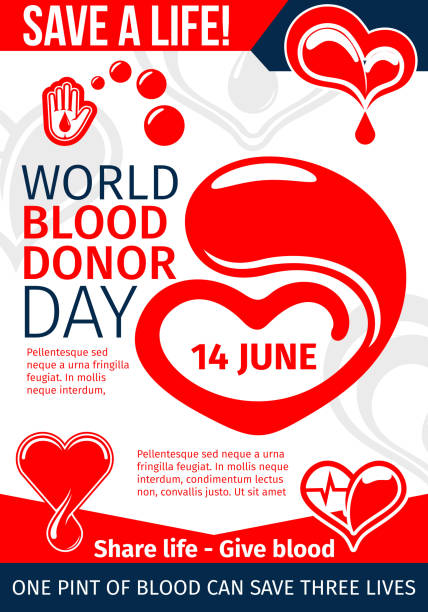 SAVE A LIFE!
WORLD
BLOOD
DONOR
DAY
14 JUNE
Pellentesque sed
neque a urna fringilla
feugiat. In mollis
neque interdum,
Pellentesque sed neque a urna
fringilla feugiat. In mollis neque
interdum, condimentum lectus
non, convallis justo. Ut sit amet
Share life - Give blood
ONE PINT OF BLOOD CAN SAVE THREE LIVES